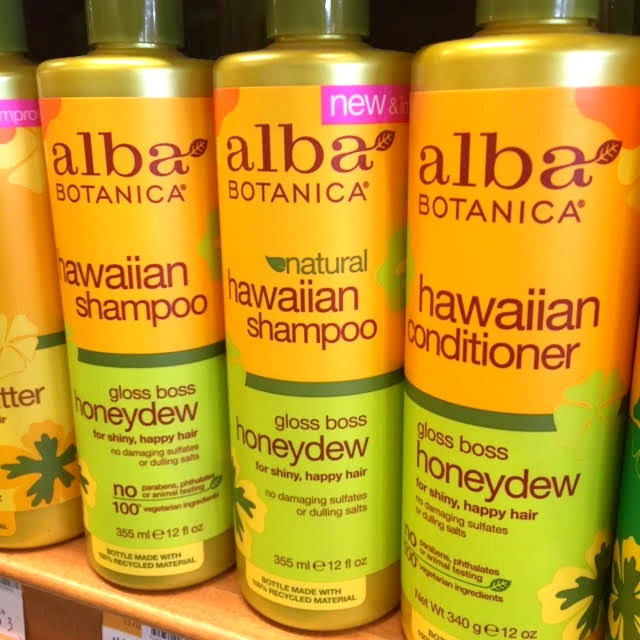 mpro
tter
ir
alba
BOTANICA®
hawaiian
shampoo
gloss boss
honeydew
for shiny, happy hair
no damaging sulfates
or dulling salts
no parabens, phthalates
or animal testing
100% vegetarian ingredients
355 ml ℮ 12 fl oz
BOTTLE MADE WITH
100% RECYCLED MATERIAL
new & i
alba
BOTANICA®
natural
hawaiian
shampoo
gloss boss
honeydew
for shiny, happy hair
no damaging sulfates
or dulling salts
355 ml ℮ 12 fl oz
BOTTLE MADE WITH
100% RECYCLED MATERIAL
alba
BOTANICA®
hawaiian
conditioner
gloss boss
honeydew
for shiny, happy hair
no damaging sulfates
or dulling salts
no parabens, phthalates
or animal testing
100% vegetarian ingredients
Net Wt 340 g ℮ 12 oz